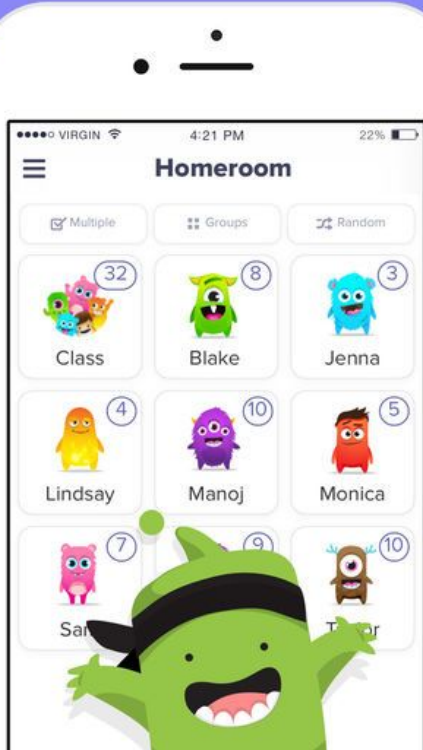 VIRGIN 4:21 PM 22%
Homeroom
Multiple Groups Random
32 8 3
Class Blake Jenna
4 10 5
Lindsay Manoj Monica
7 9 10